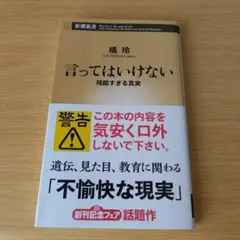 新潮新書
橘 玲
言ってはいけない
残酷すぎる真実
警告
この本の内容を
気安く口外
しないで下さい。
遺伝、見た目、教育に関わる
「不愉快な現実」
創刊記念フェア 話題作